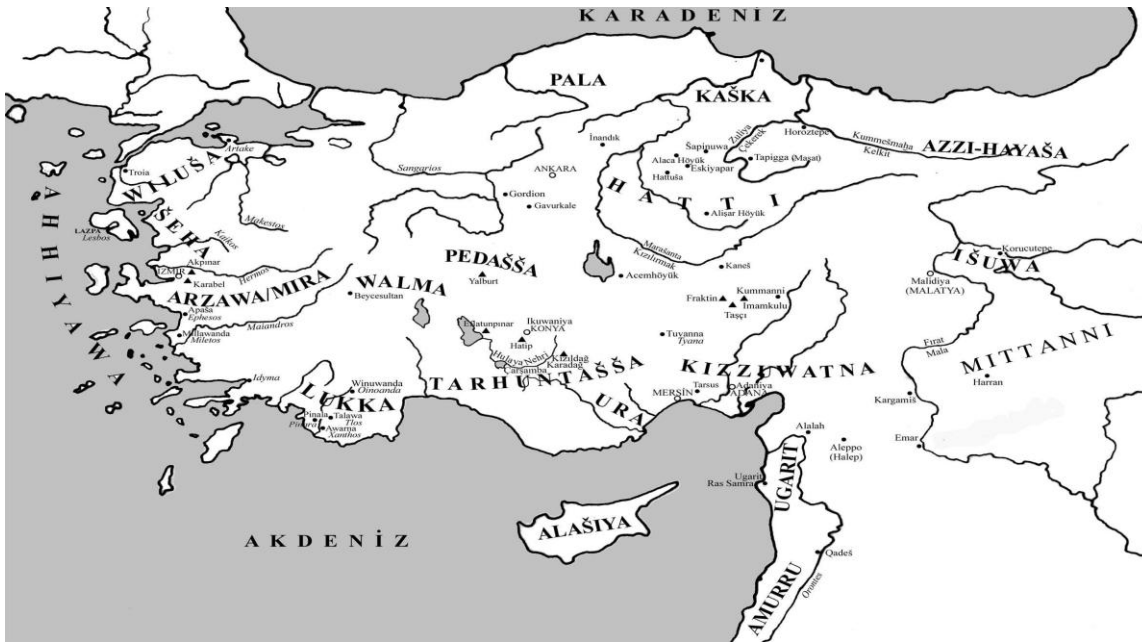 KARADENİZ
PALA
KAŠKA
İnandık
Zuliya
Çekerek
Horoztepe
Kummešmaha
Kelkit
AZZI-HAYAŠA
Šapinuwa
Alaca Höyük
Eskiyapar
Tapigga (Maşat)
Hattuša
HATTI
Alişar Höyük
Artake
Troia
WILUŠA
Sangarios
ANKARA
Gordion
Gavurkale
AHHIYAWA
LAZPA
Lesbos
ŠEHA
Makestos
Kaikos
Akpınar
İZMİR
Hermos
Karabel
ARZAWA/MIRA
WALMA
PEDAŠŠA
Yalburt
Beycesultan
Maraššanta
Kızılırmak
Acemhöyük
Kaneš
Kummanni
Fraktin
İmamkulu
Taşçı
Korucutepe
IŠUWA
Malidiya
(MALATYA)
Apaša
Ephesos
Maiandros
Millawanda
Miletos
Eflatunpınar
Ikuwaniya
KONYA
Hatip
Hulaya Nehri
Çarşamba
Kızıldağ
Karadağ
Tuvanna
Tyana
Fırat
Mala
MITTANNI
Harran
Idyma
Winuwanda
Oinoanda
LUKKA
TARHUNTAŠŠA
URA
KIZZUWATNA
MERSİN
Tarsus
Adaniya
ADANA
Kargamiš
Pinala
Pinara
Talawa
Tlos
Awarna
Xanthos
Alalah
Aleppo
(Halep)
Emar
Ugarit
Ras Samra
UGARIT
ALAŠIYA
AKDENİZ
Qadeš
AMURRU
Orontes